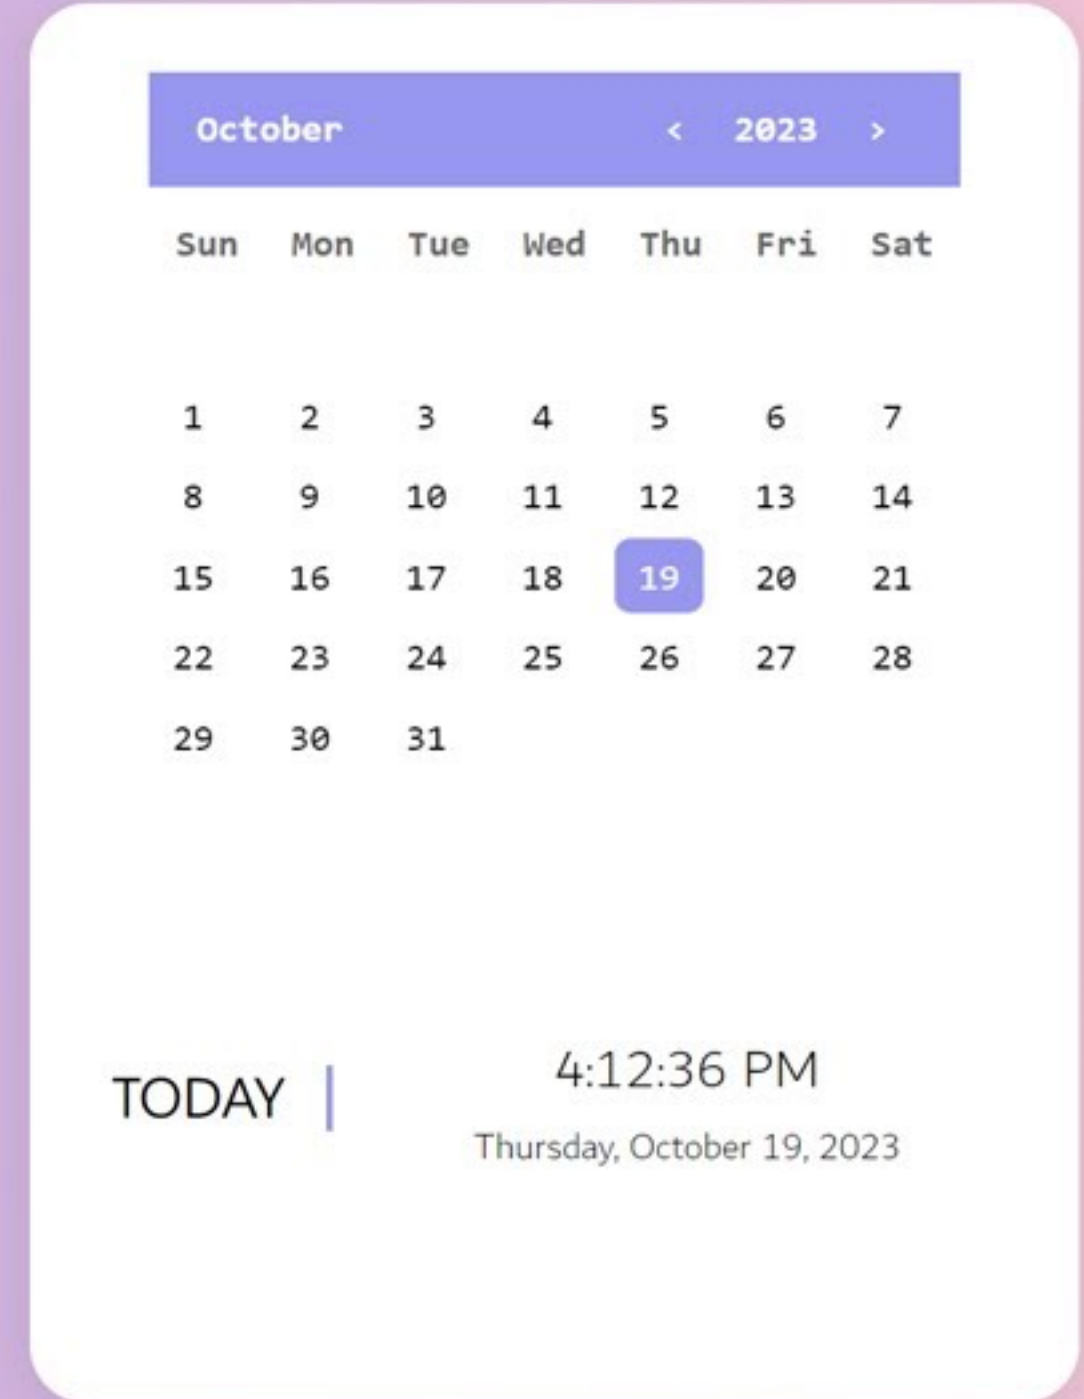 October < 2023 >
Sun Mon Tue Wed Thu Fri Sat
1 2 3 4 5 6 7
8 9 10 11 12 13 14
15 16 17 18 19 20 21
22 23 24 25 26 27 28
29 30 31
TODAY
4:12:36 PM
Thursday, October 19, 2023